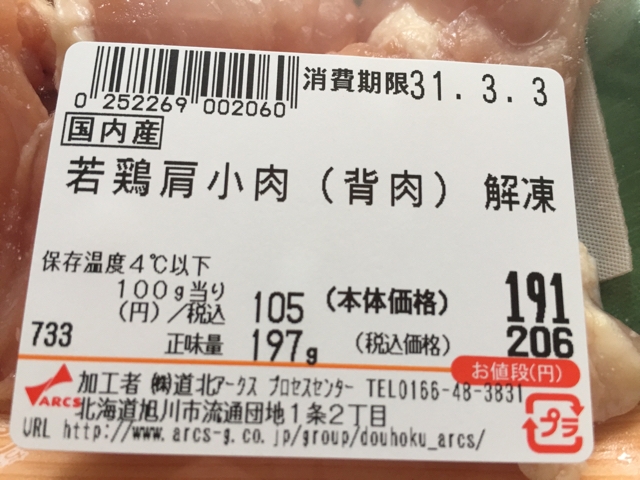 0 252269 002060
消費期限31. 3. 3
国内産
若鶏肩小肉(背肉) 解凍
保存温度4℃以下
100g当り
(円)/税込 105 (本体価格) 191
733 正味量 197g (税込価格) 206
お値段(円)
ARCS 加工者 ㈱道北アークス プロセスセンター TEL0166-48-3831
北海道旭川市流通団地1条2丁目
プラ
URL http://www.arcs-g.co.jp/group/douhoku_arcs/